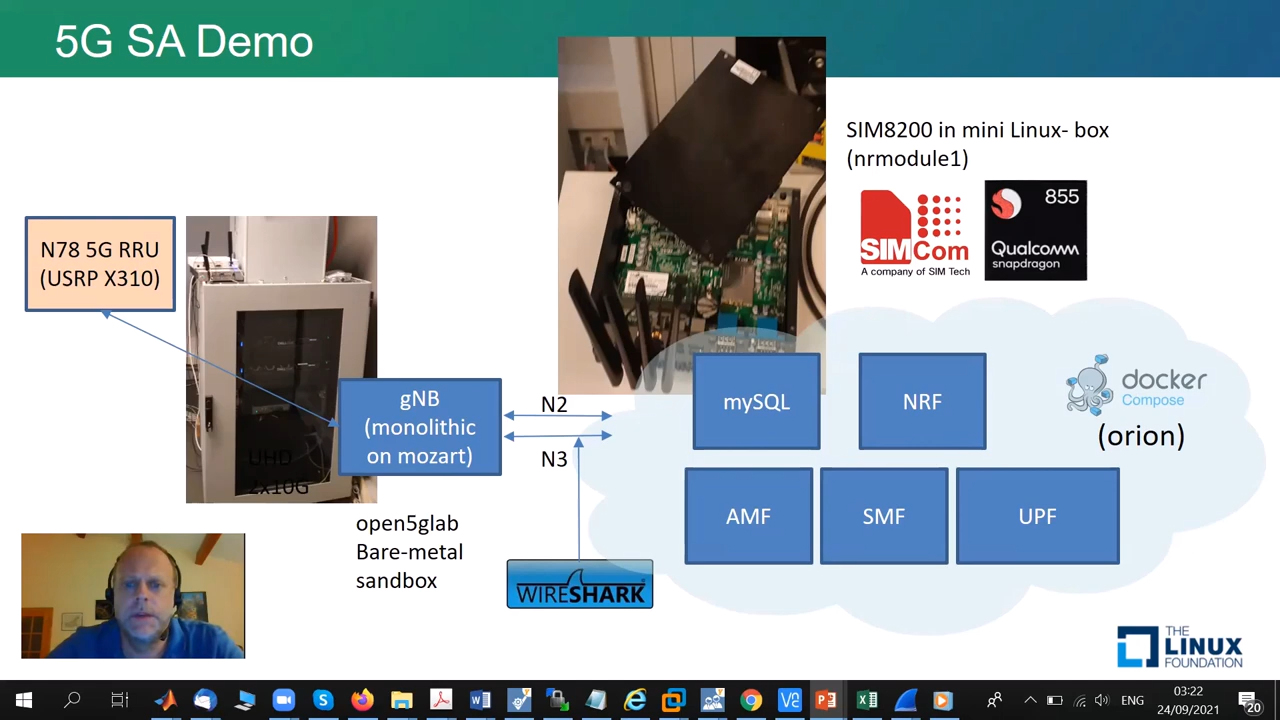 5G SA Demo
SIM8200 in mini Linux- box
(nrmodule1)
SIMCom
A company of SIM Tech
855
Qualcomm
snapdragon
N78 5G RRU
(USRP X310)
gNB
(monolithic
on mozart)
UHD
2x10G
N2
N3
mySQL
NRF
docker
Compose
(orion)
AMF
SMF
UPF
open5glab
Bare-metal
sandbox
WIRESHARK
THE
LINUX
FOUNDATION
ENG
03:22
24/09/2021
20